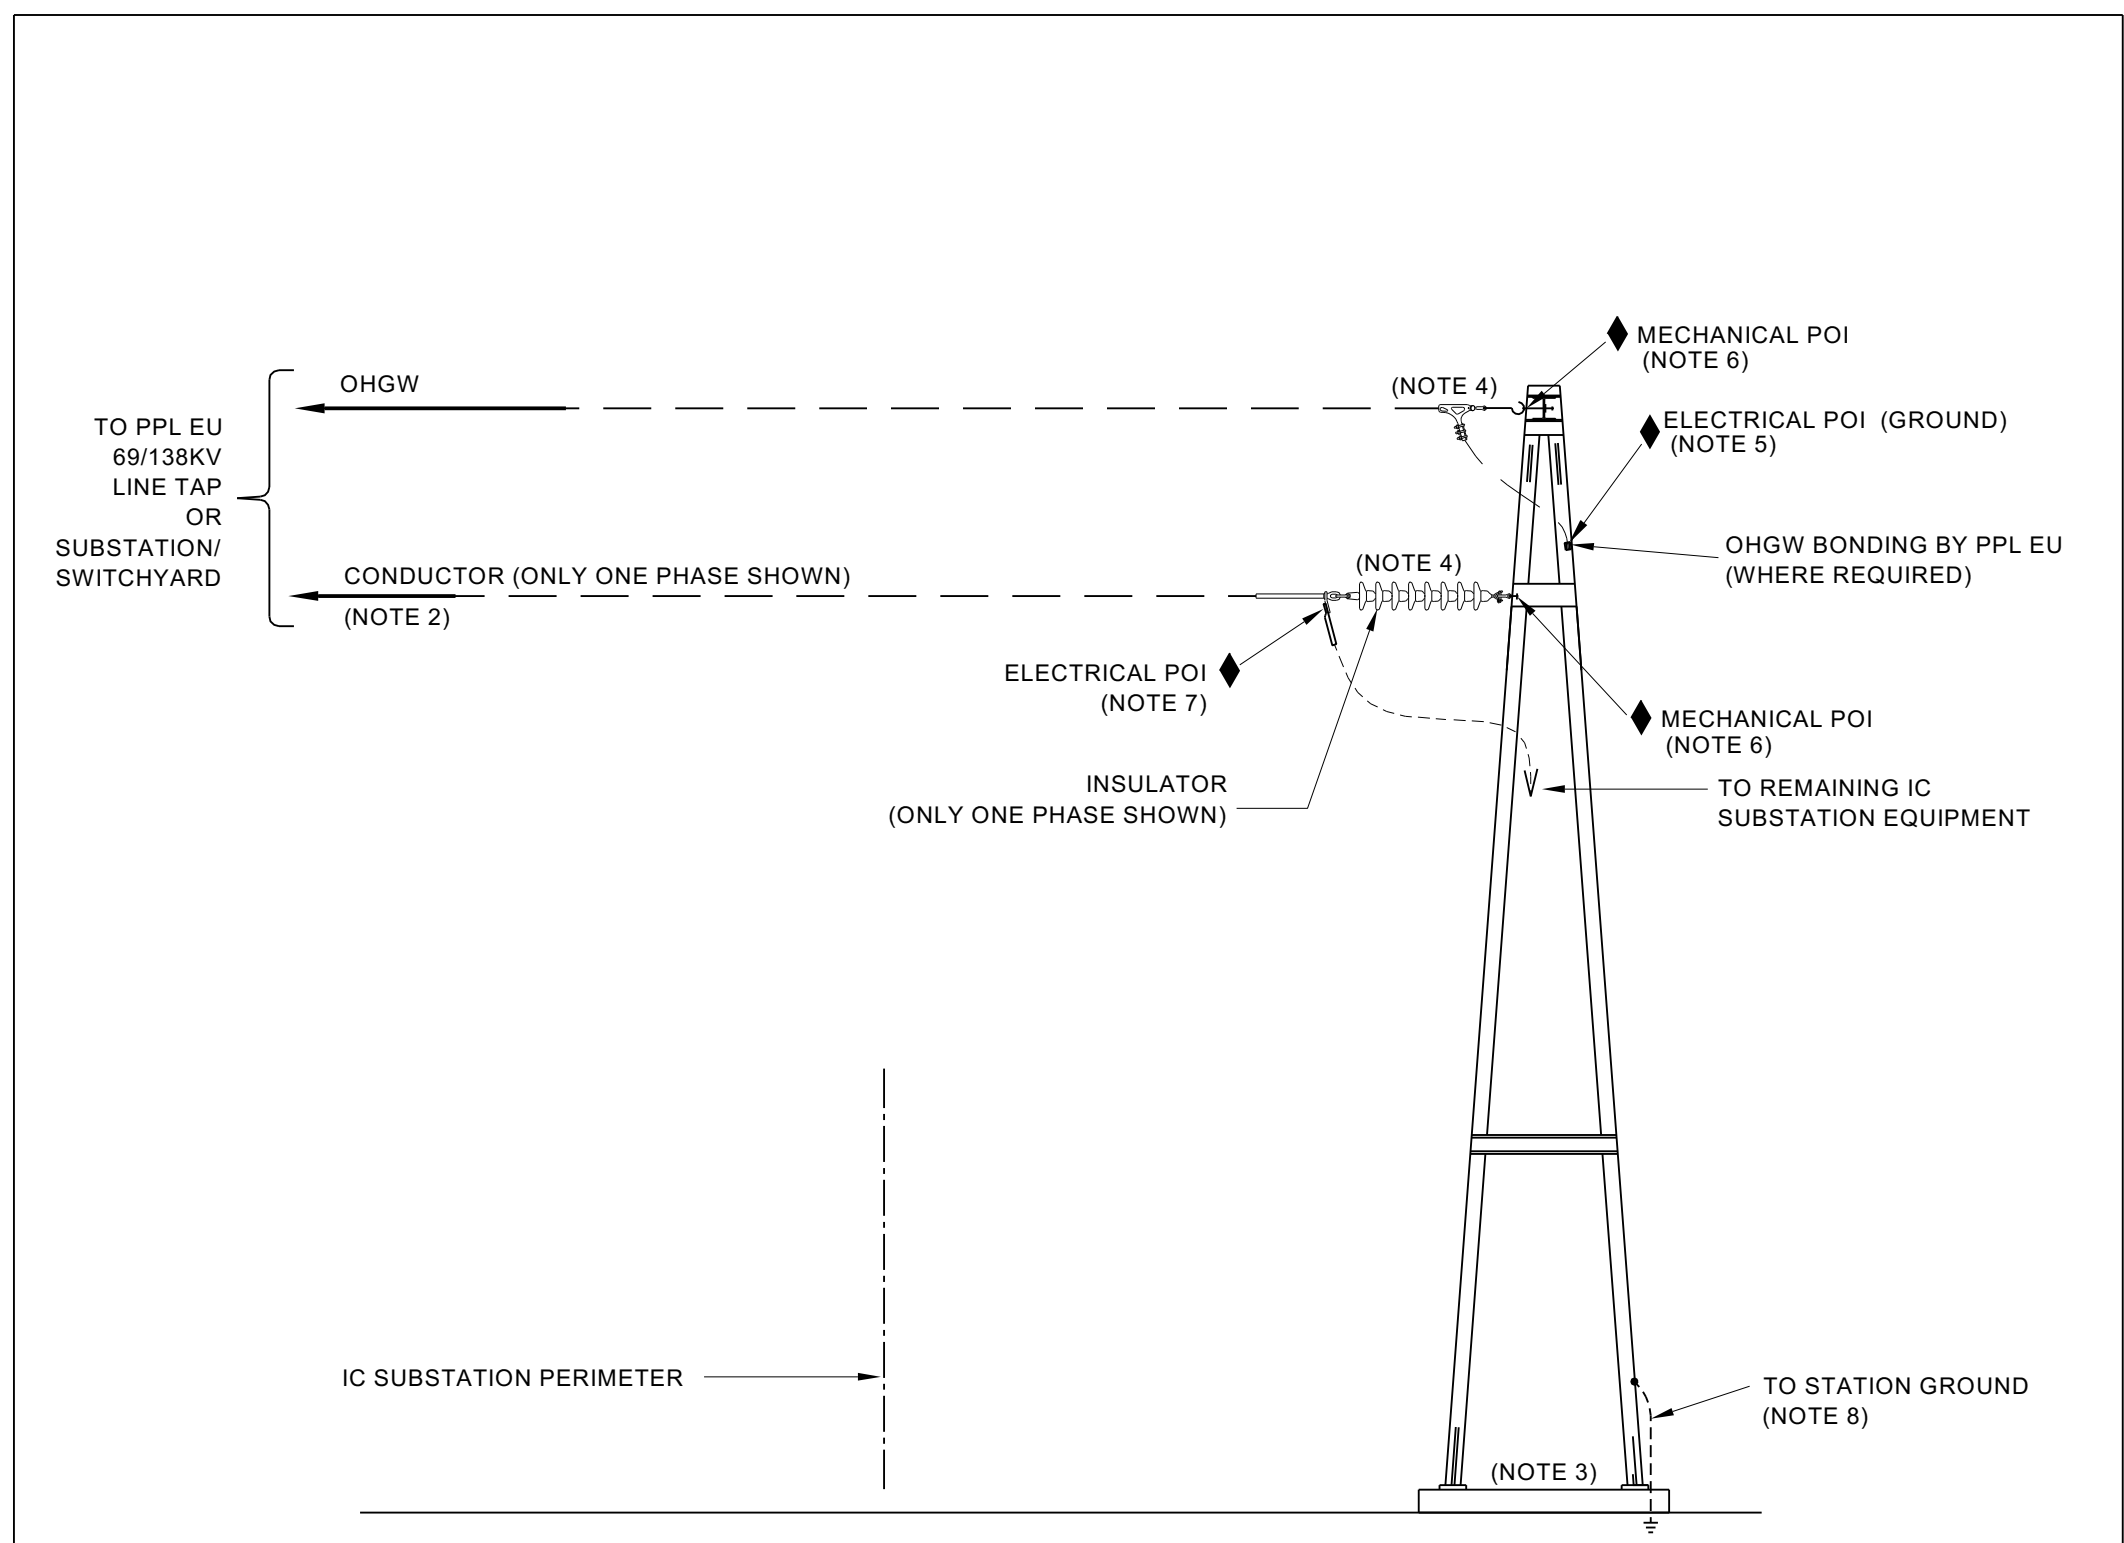 MECHANICAL POI
(NOTE 6)
OHGW
(NOTE 4)
ELECTRICAL POI (GROUND)
(NOTE 5)
TO PPL EU
69/138KV
LINE TAP
OR
SUBSTATION/
SWITCHYARD
OHGW BONDING BY PPL EU
(WHERE REQUIRED)
CONDUCTOR (ONLY ONE PHASE SHOWN)
(NOTE 2)
(NOTE 4)
ELECTRICAL POI
(NOTE 7)
MECHANICAL POI
(NOTE 6)
INSULATOR
(ONLY ONE PHASE SHOWN)
TO REMAINING IC
SUBSTATION EQUIPMENT
IC SUBSTATION PERIMETER
TO STATION GROUND
(NOTE 8)
(NOTE 3)